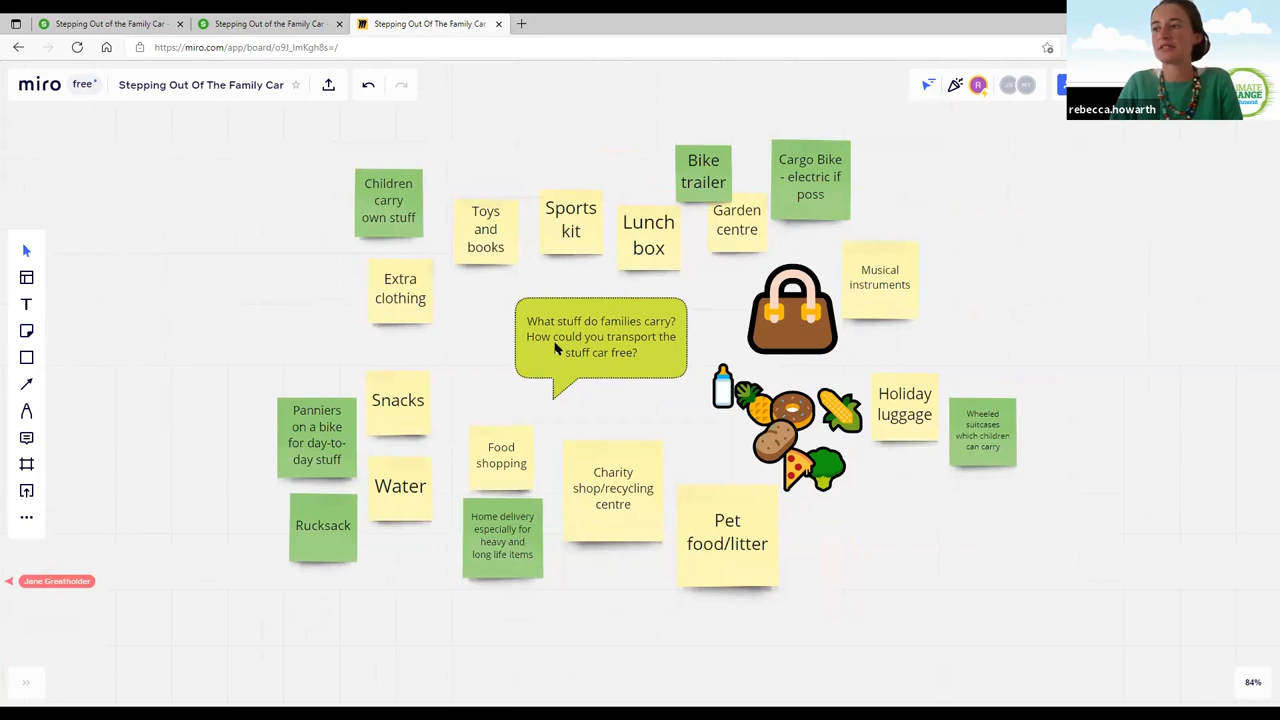 Stepping Out of the Family Car -
Stepping Out of the Family Car -
Stepping Out Of The Family Car,
https://miro.com/app/board/o9J_lmKgh8s=/
miro
free
Stepping Out Of The Family Car
R
JG
MT
rebecca.howarth
CLIMATE
CHANGE
Children
carry
own stuff
Toys
and
books
Sports
kit
Lunch
box
Bike
trailer
Garden
centre
Cargo Bike
- electric if
poss
Extra
clothing
Musical
instruments
What stuff do families carry?
How could you transport the
stuff car free?
Panniers
on a bike
for day-to-
day stuff
Snacks
Holiday
luggage
Wheeled
suitcases
which children
can carry
Food
shopping
Charity
shop/recycling
centre
Water
Rucksack
Home delivery
especially for
heavy and
long life items
Pet
food/litter
Jane Greatholder
84%